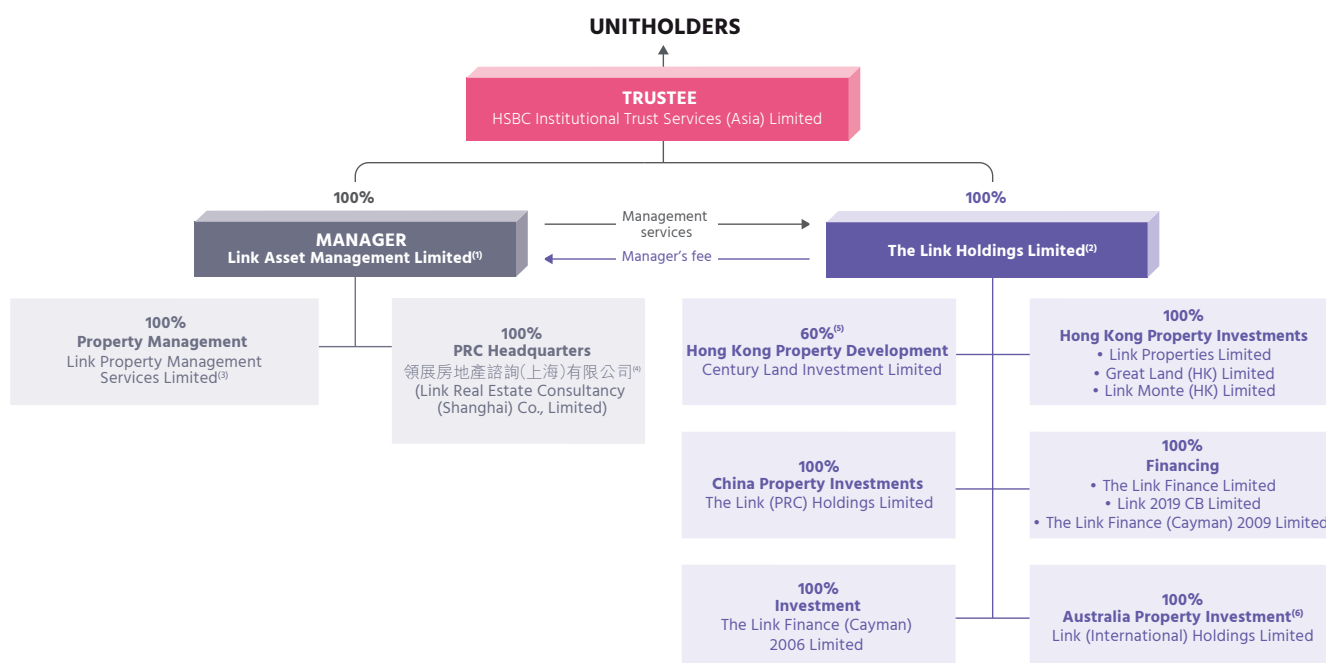 UNITHOLDERS
TRUSTEE
HSBC Institutional Trust Services (Asia) Limited
100%
100%
MANAGER
Link Asset Management Limited(1)
Management
services
Manager's fee
The Link Holdings Limited(2)
100%
Property Management
Link Property Management
Services Limited(3)
100%
PRC Headquarters
領展房地產諮詢(上海)有限公司(4)
(Link Real Estate Consultancy
(Shanghai) Co., Limited)
60%(5)
Hong Kong Property Development
Century Land Investment Limited
100%
Hong Kong Property Investments
• Link Properties Limited
• Great Land (HK) Limited
• Link Monte (HK) Limited
100%
China Property Investments
The Link (PRC) Holdings Limited
100%
Financing
• The Link Finance Limited
• Link 2019 CB Limited
• The Link Finance (Cayman) 2009 Limited
100%
Investment
The Link Finance (Cayman)
2006 Limited
100%
Australia Property Investment(6)
Link (International) Holdings Limited